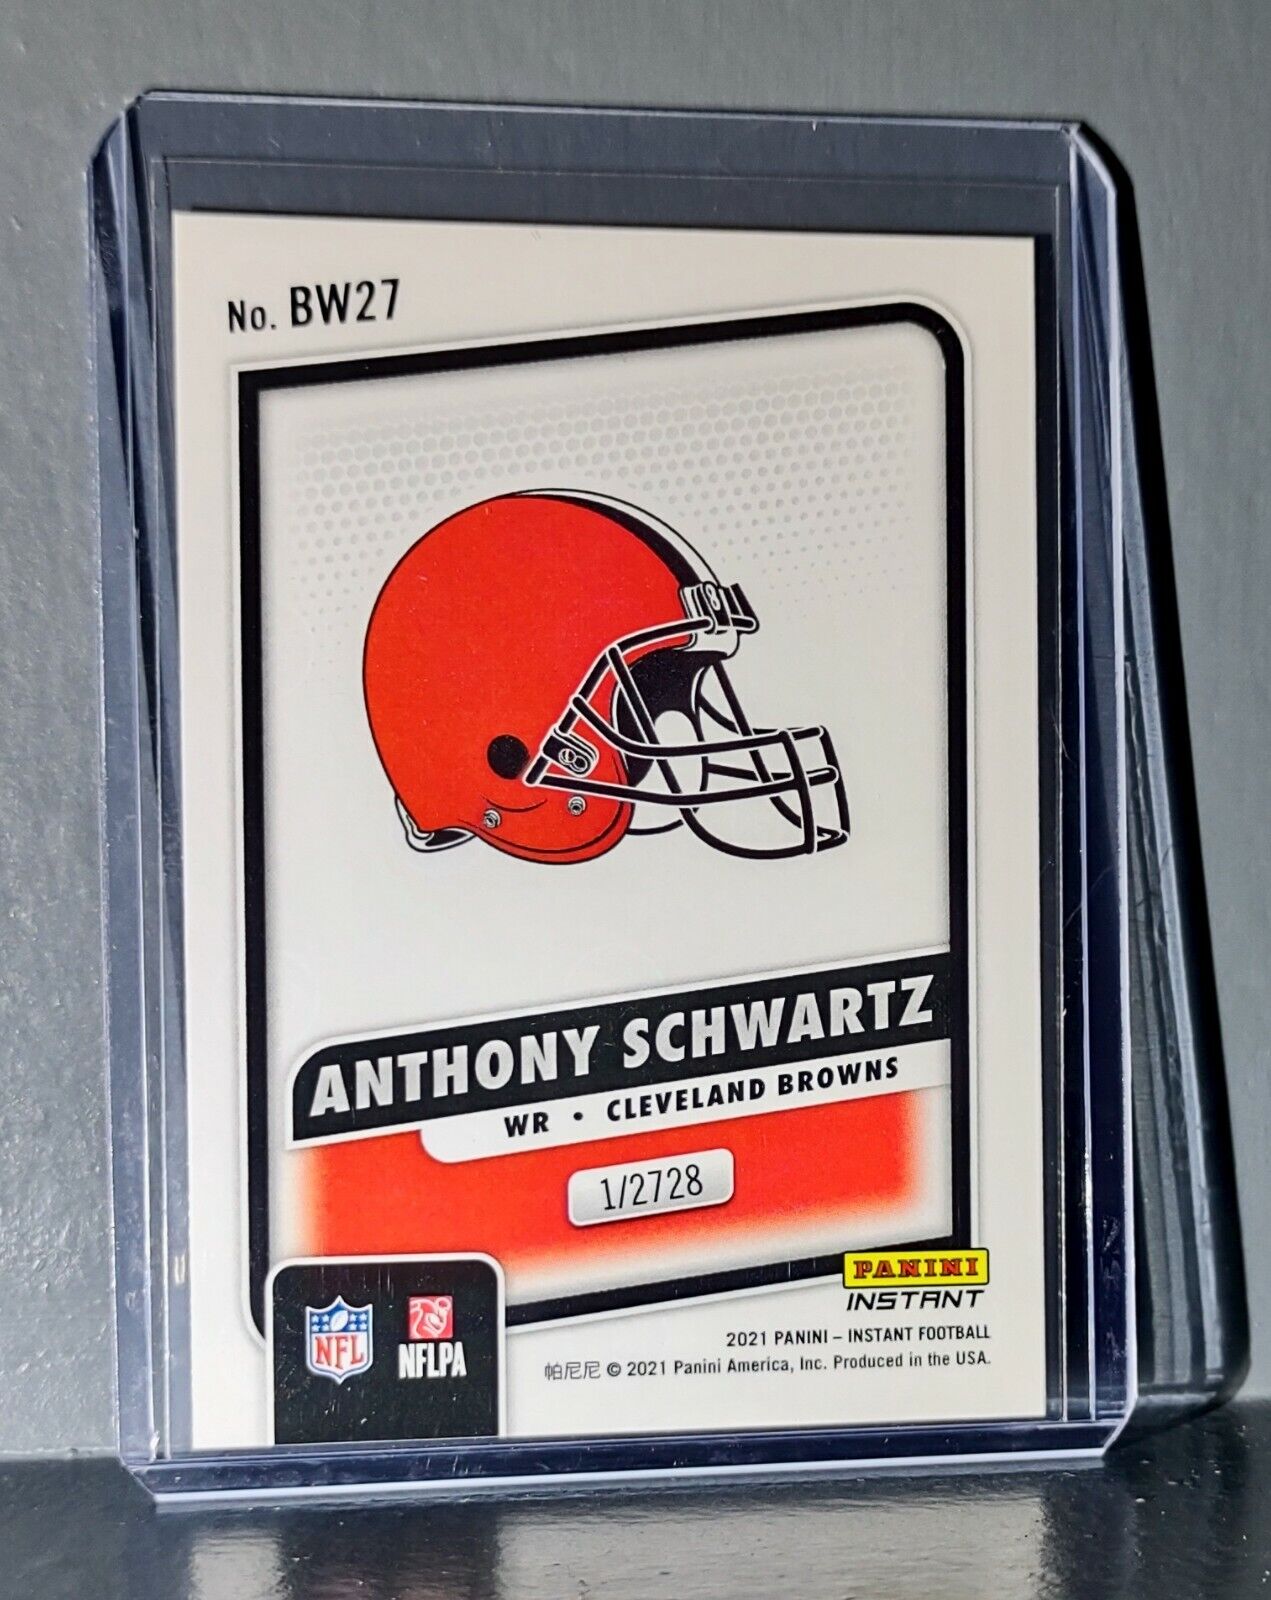 No. BW27
ANTHONY SCHWARTZ
WR • CLEVELAND BROWNS
1/2728
PANINI
INSTANT
NFL
NFLPA
2021 PANINI – INSTANT FOOTBALL
帕尼尼 © 2021 Panini America, Inc. Produced in the USA.